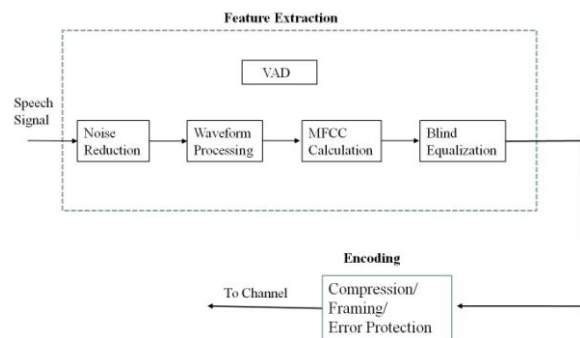 Feature Extraction
VAD
Speech
Signal
Noise
Reduction
Waveform
Processing
MFCC
Calculation
Blind
Equalization
Encoding
To Channel
Compression/
Framing/
Error Protection